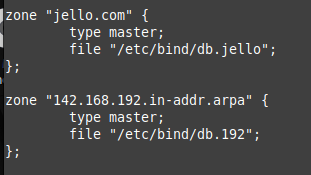 zone "jello.com" {
        type master;
        file "/etc/bind/db.jello";
};

zone "142.168.192.in-addr.arpa" {
        type master;
        file "/etc/bind/db.192";
};